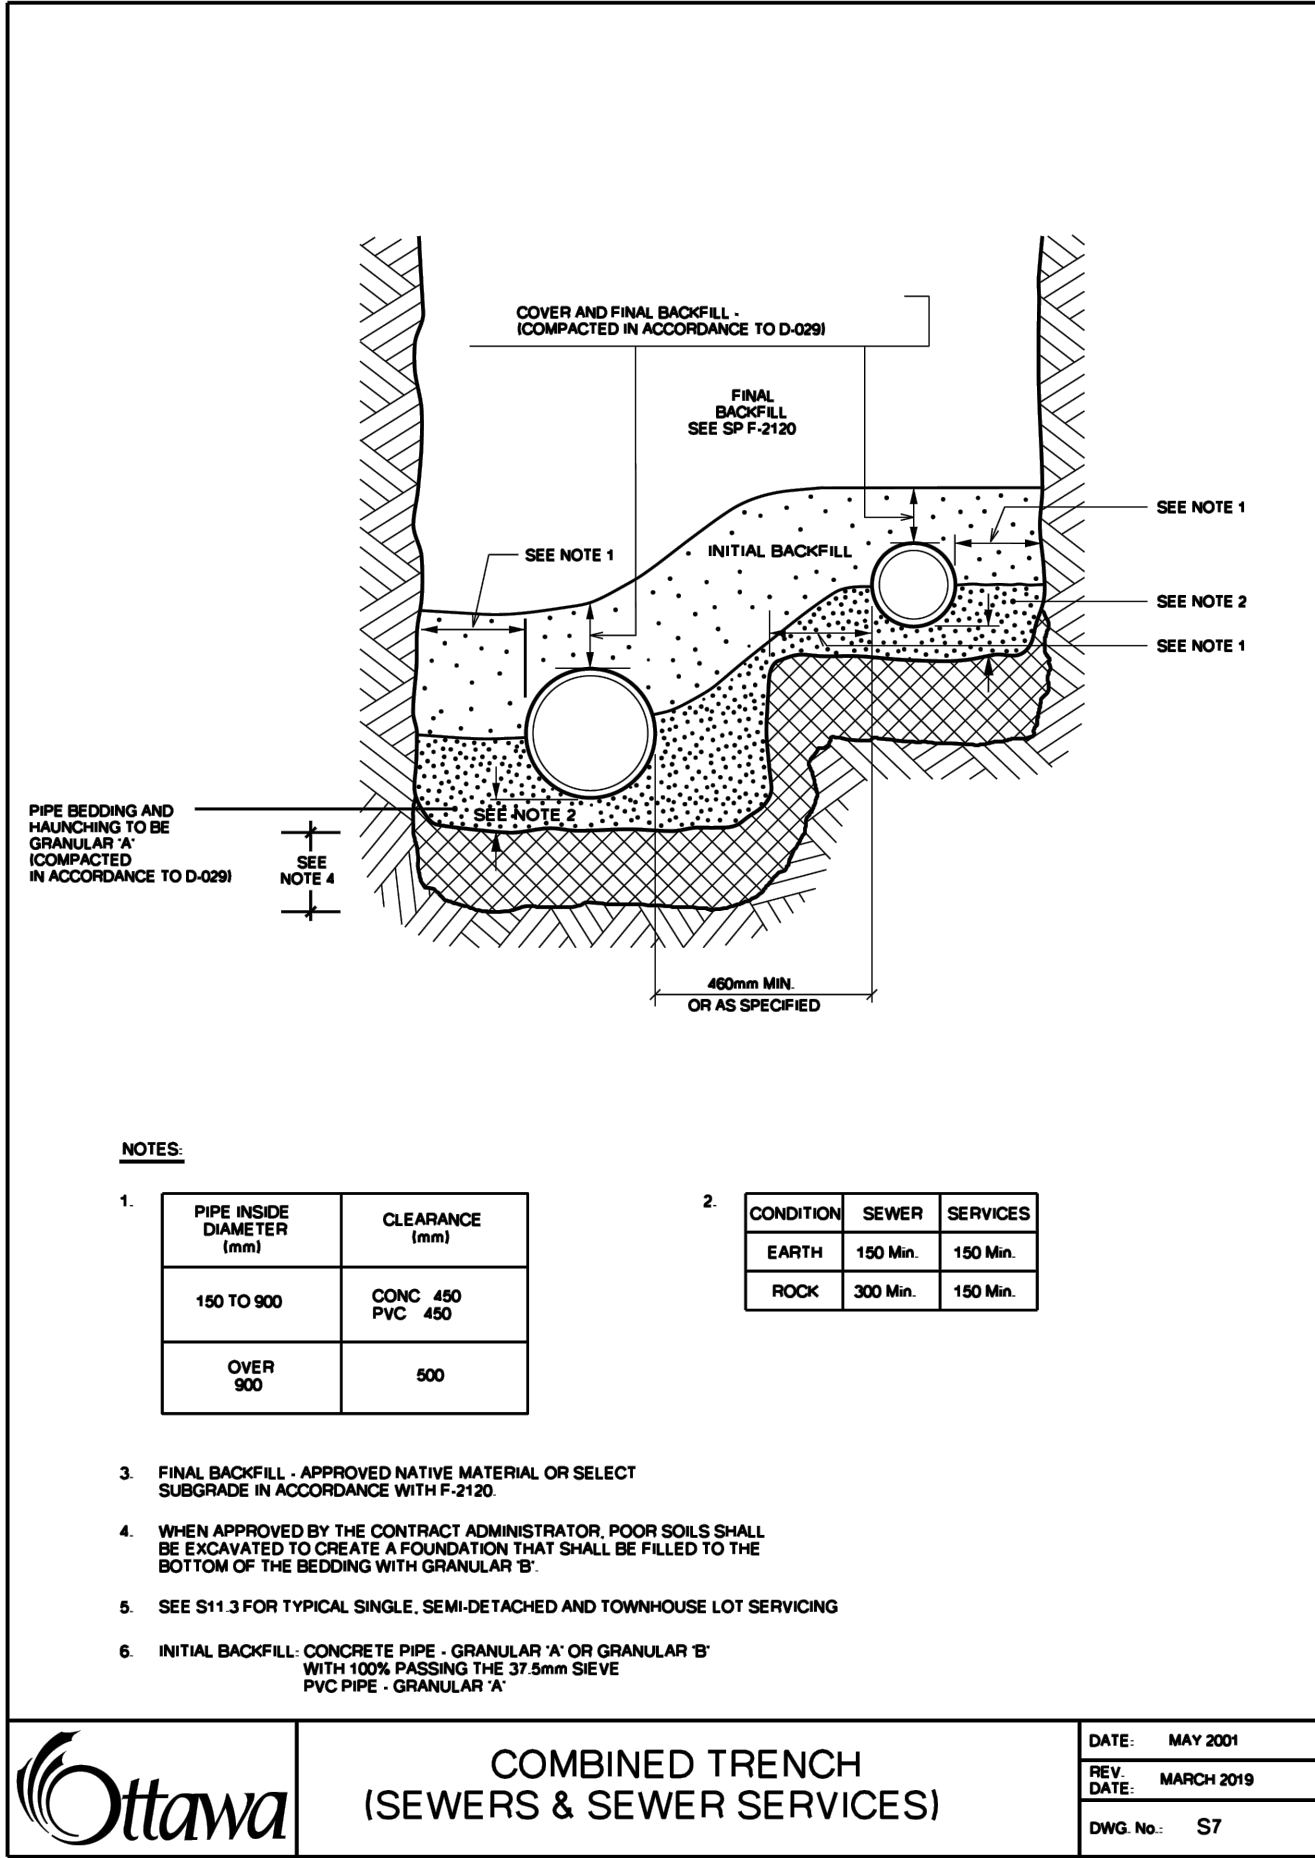 COVER AND FINAL BACKFILL -
(COMPACTED IN ACCORDANCE TO D-029)
FINAL
BACKFILL
SEE SP F-2120
SEE NOTE 1
SEE NOTE 1
INITIAL BACKFILL
SEE NOTE 2
SEE NOTE 1
SEE NOTE 2
PIPE BEDDING AND
HAUNCHING TO BE
GRANULAR 'A'
(COMPACTED
IN ACCORDANCE TO D-029)
SEE
NOTE 4
460mm MIN.
OR AS SPECIFIED
NOTES:
1.
PIPE INSIDE
DIAMETER
(mm)
CLEARANCE
(mm)
150 TO 900
CONC 450
PVC 450
OVER
900
500
2.
CONDITION SEWER SERVICES
EARTH 150 Min. 150 Min.
ROCK 300 Min. 150 Min.
3. FINAL BACKFILL - APPROVED NATIVE MATERIAL OR SELECT
SUBGRADE IN ACCORDANCE WITH F-2120.
4. WHEN APPROVED BY THE CONTRACT ADMINISTRATOR, POOR SOILS SHALL
BE EXCAVATED TO CREATE A FOUNDATION THAT SHALL BE FILLED TO THE
BOTTOM OF THE BEDDING WITH GRANULAR 'B'.
5. SEE S11.3 FOR TYPICAL SINGLE, SEMI-DETACHED AND TOWNHOUSE LOT SERVICING
6. INITIAL BACKFILL: CONCRETE PIPE - GRANULAR 'A' OR GRANULAR 'B'
WITH 100% PASSING THE 37.5mm SIEVE
PVC PIPE - GRANULAR 'A'
Ottawa
COMBINED TRENCH
(SEWERS & SEWER SERVICES)
DATE: MAY 2001
REV.
DATE: MARCH 2019
DWG. No.: S7